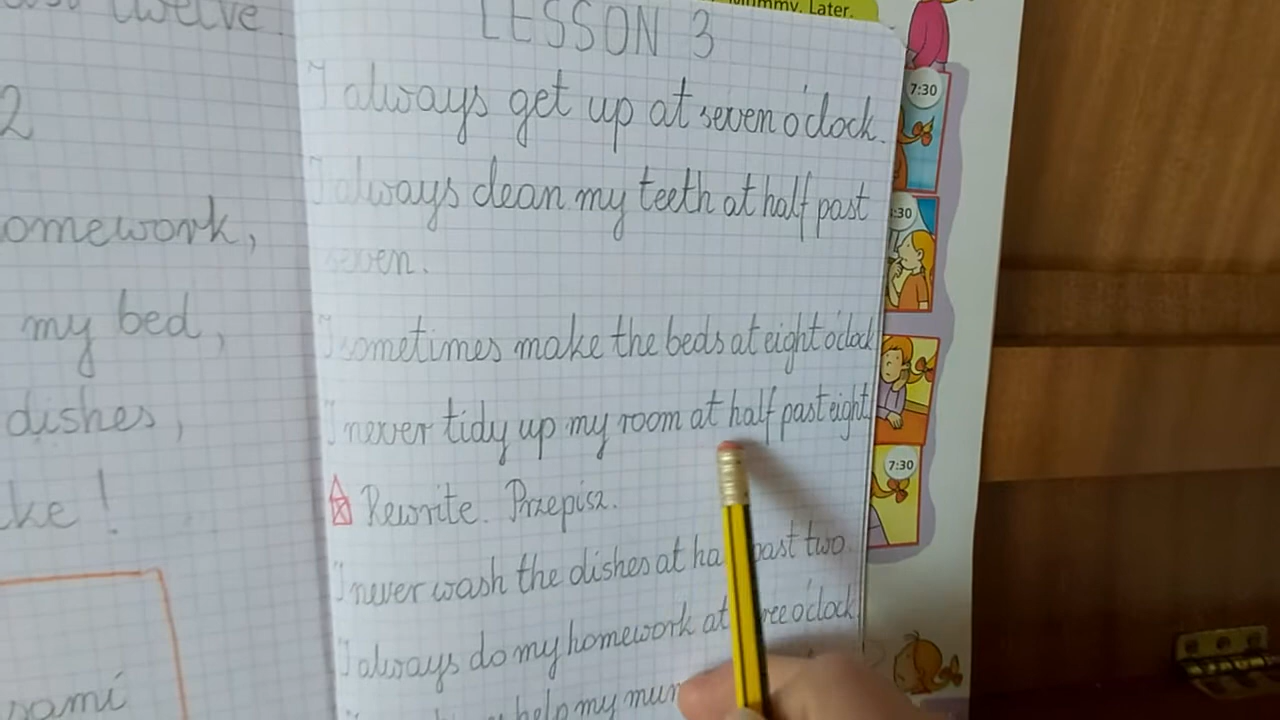 twelve
2
omework,
my bed,
dishes,
ke!
sami
Mummy. Later.
LESSON 3
I always get up at seven o'clock.
I always clean my teeth at half past
seven.
I sometimes make the beds at eight o'clock
I never tidy up my room at half past eight.
Rewrite. Przepisz.
I never wash the dishes at ha past two.
I always do my homework at ree o'clock.
help my mum
7:30
:30
7:30